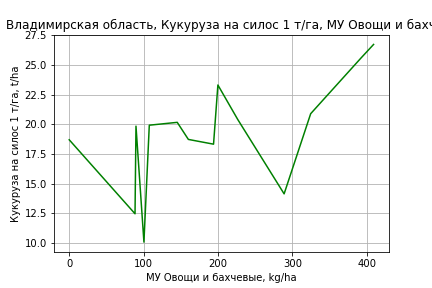 Владимирская область, Кукуруза на силос 1 т/га, МУ Овощи и бахч
27.5
25.0
22.5
20.0
17.5
15.0
12.5
10.0
Кукуруза на силос 1 т/га, t/ha
0 100 200 300 400
МУ Овощи и бахчевые, kg/ha